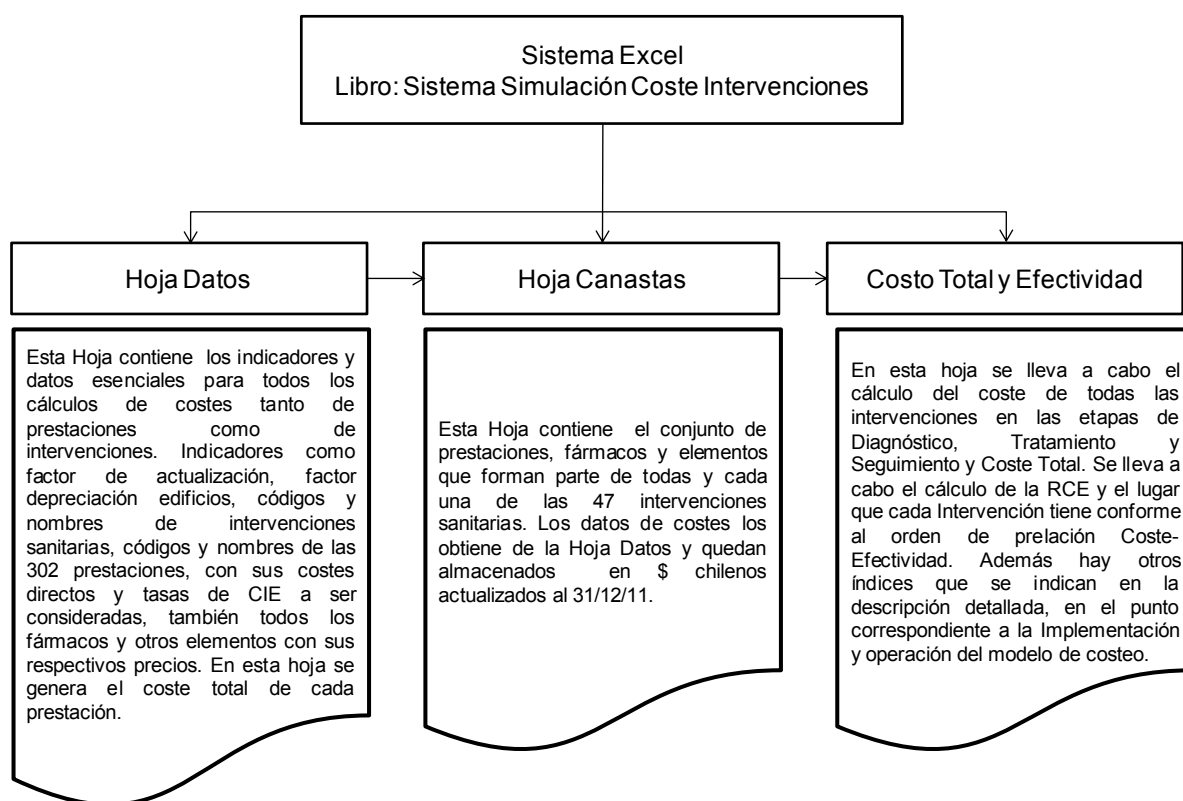 Sistema Excel
Libro: Sistema Simulación Coste Intervenciones
Hoja Datos
Hoja Canastas
Costo Total y Efectividad
Esta Hoja contiene los indicadores y
datos esenciales para todos los
cálculos de costes tanto de
prestaciones como de
intervenciones. Indicadores como
factor de actualización, factor
depreciación edificios, códigos y
nombres de intervenciones
sanitarias, códigos y nombres de las
302 prestaciones, con sus costes
directos y tasas de CIE a ser
consideradas, también todos los
fármacos y otros elementos con sus
respectivos precios. En esta hoja se
genera el coste total de cada
prestación.
Esta Hoja contiene el conjunto de
prestaciones, fármacos y elementos
que forman parte de todas y cada
una de las 47 intervenciones
sanitarias. Los datos de costes los
obtiene de la Hoja Datos y quedan
almacenados en $ chilenos
actualizados al 31/12/11.
En esta hoja se lleva a cabo el
cálculo del coste de todas las
intervenciones en las etapas de
Diagnóstico, Tratamiento y
Seguimiento y Coste Total. Se lleva a
cabo el cálculo de la RCE y el lugar
que cada Intervención tiene conforme
al orden de prelación Coste-
Efectividad. Además hay otros
índices que se indican en la
descripción detallada, en el punto
correspondiente a la Implementación
y operación del modelo de costeo.